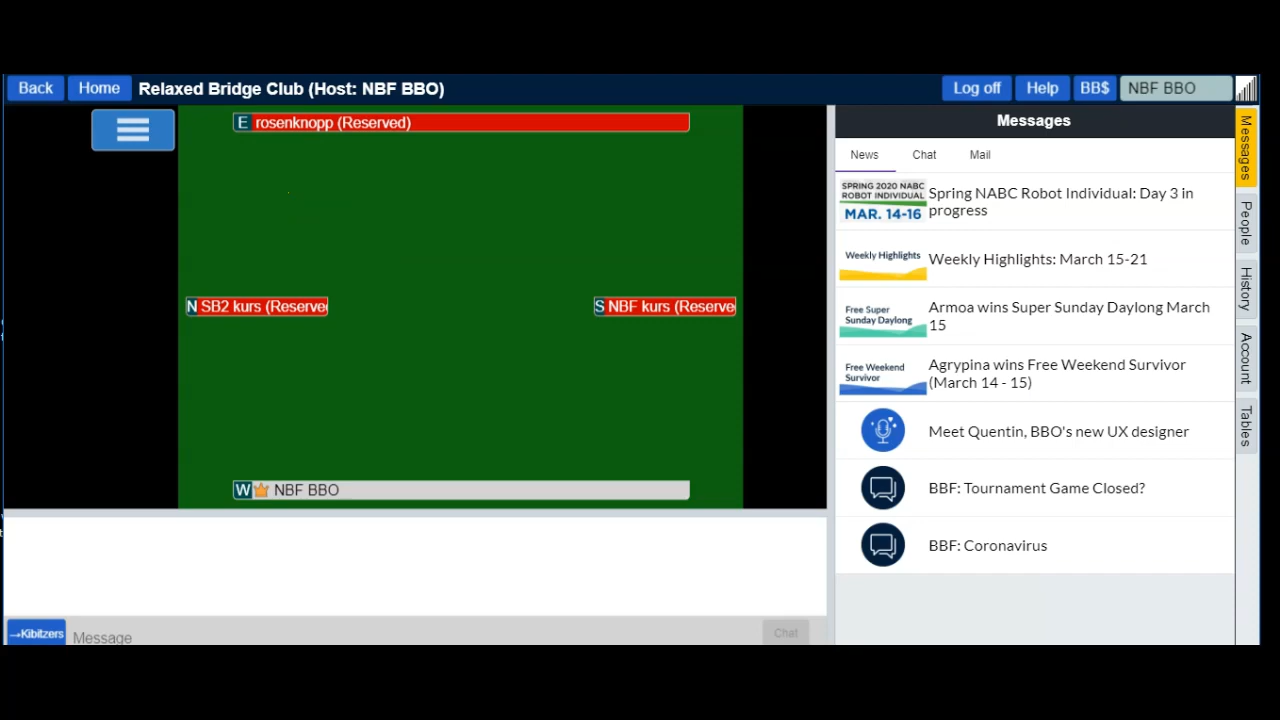 Back Home Relaxed Bridge Club (Host: NBF BBO) Log off Help BB$ NBF BBO
E rosenknopp (Reserved)
N SB2 kurs (Reserve
S NBF kurs (Reserve
W NBF BBO
→Kibitzers Message Chat
Messages
News Chat Mail
SPRING 2020 NABC
ROBOT INDIVIDUAL
MAR. 14-16
Spring NABC Robot Individual: Day 3 in
progress
Weekly Highlights
Weekly Highlights: March 15-21
Free Super
Sunday Daylong
Armoa wins Super Sunday Daylong March
15
Free Weekend
Survivor
Agrypina wins Free Weekend Survivor
(March 14 - 15)
Meet Quentin, BBO's new UX designer
BBF: Tournament Game Closed?
BBF: Coronavirus
Messages
People
History
Account
Tables